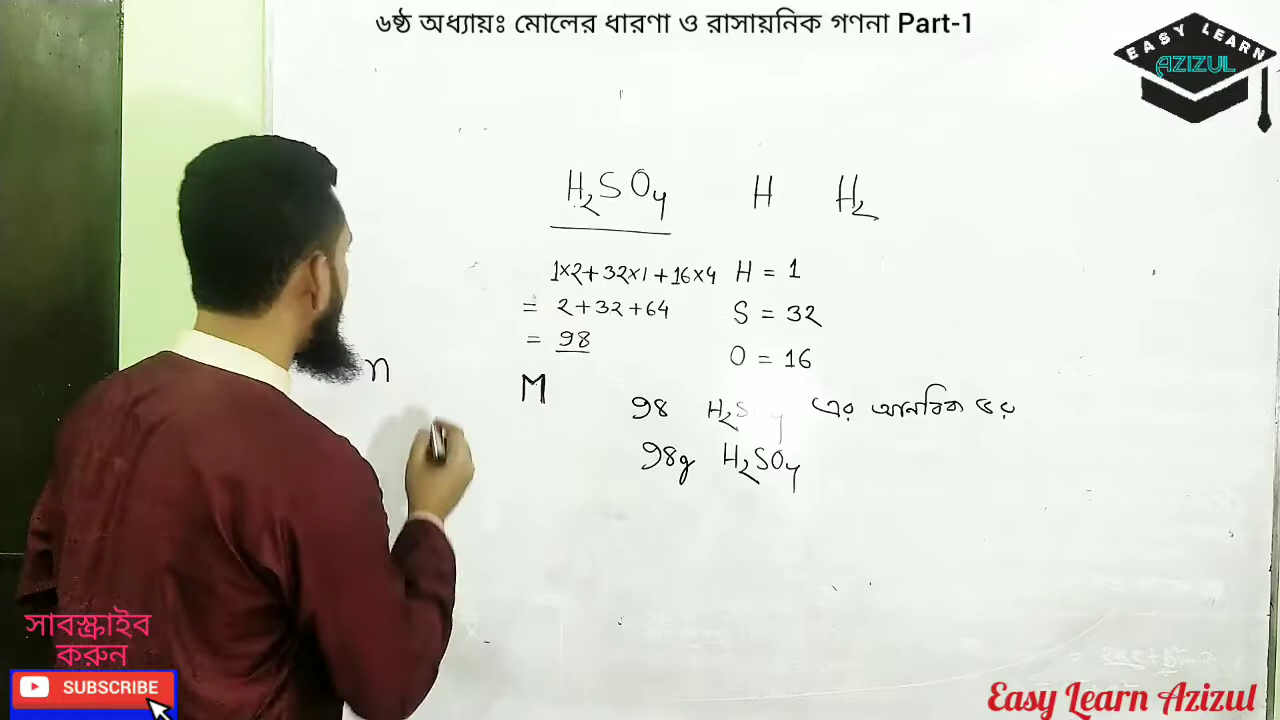 ৬ষ্ঠ অধ্যায়ঃ মোলের ধারণা ও রাসায়নিক গণনা Part-1
EASY LEARN
AZIZUL
H₂SO₄ H H₂
1×2+32×1+16×4 H = 1
= 2+32+64 S = 32
= 98 O = 16
n M
98 H₂S এর আনবিক ভর
98g H₂SO₄
সাবস্ক্রাইব
করুন
SUBSCRIBE
Easy Learn Azizul